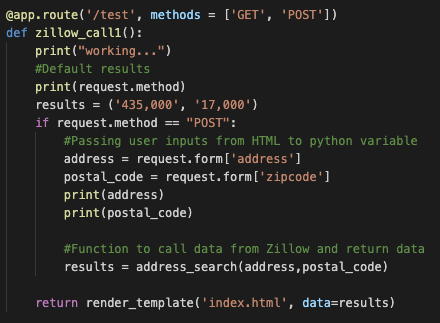 @app.route('/test', methods = ['GET', 'POST'])
def zillow_call1():
    print("working...")
    #Default results
    print(request.method)
    results = ('435,000', '17,000')
    if request.method == "POST":
        #Passing user inputs from HTML to python variable
        address = request.form['address']
        postal_code = request.form['zipcode']
        print(address)
        print(postal_code)

        #Function to call data from Zillow and return data
        results = address_search(address,postal_code)

    return render_template('index.html', data=results)